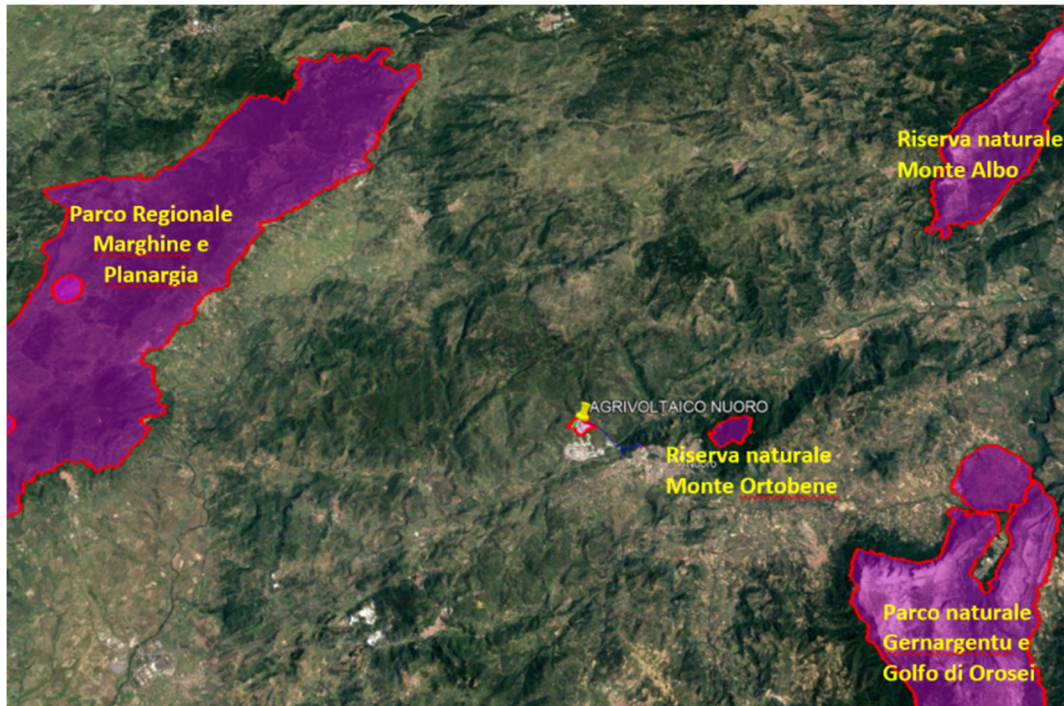 Riserva naturale
Monte Albo
Parco Regionale
Marghine e
Planargia
AGRIVOLTAICO NUORO
Riserva naturale
Nuoro
Monte Ortobene
Parco naturale
Gernargentu e
Golfo di Orosei